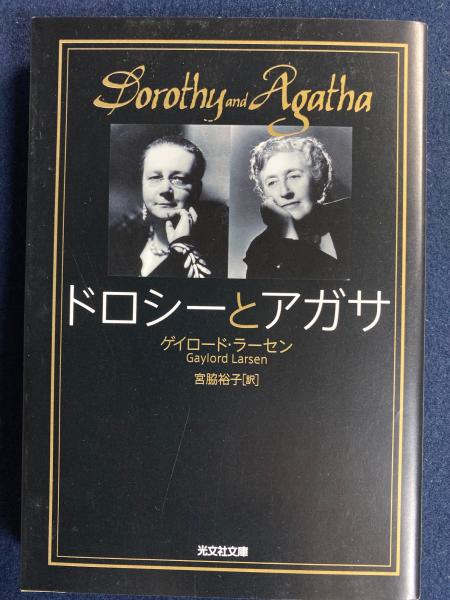 Dorothy and Agatha
ドロシーとアガサ
ゲイロード・ラーセン
Gaylord Larsen
宮脇裕子[訳]
光文社文庫